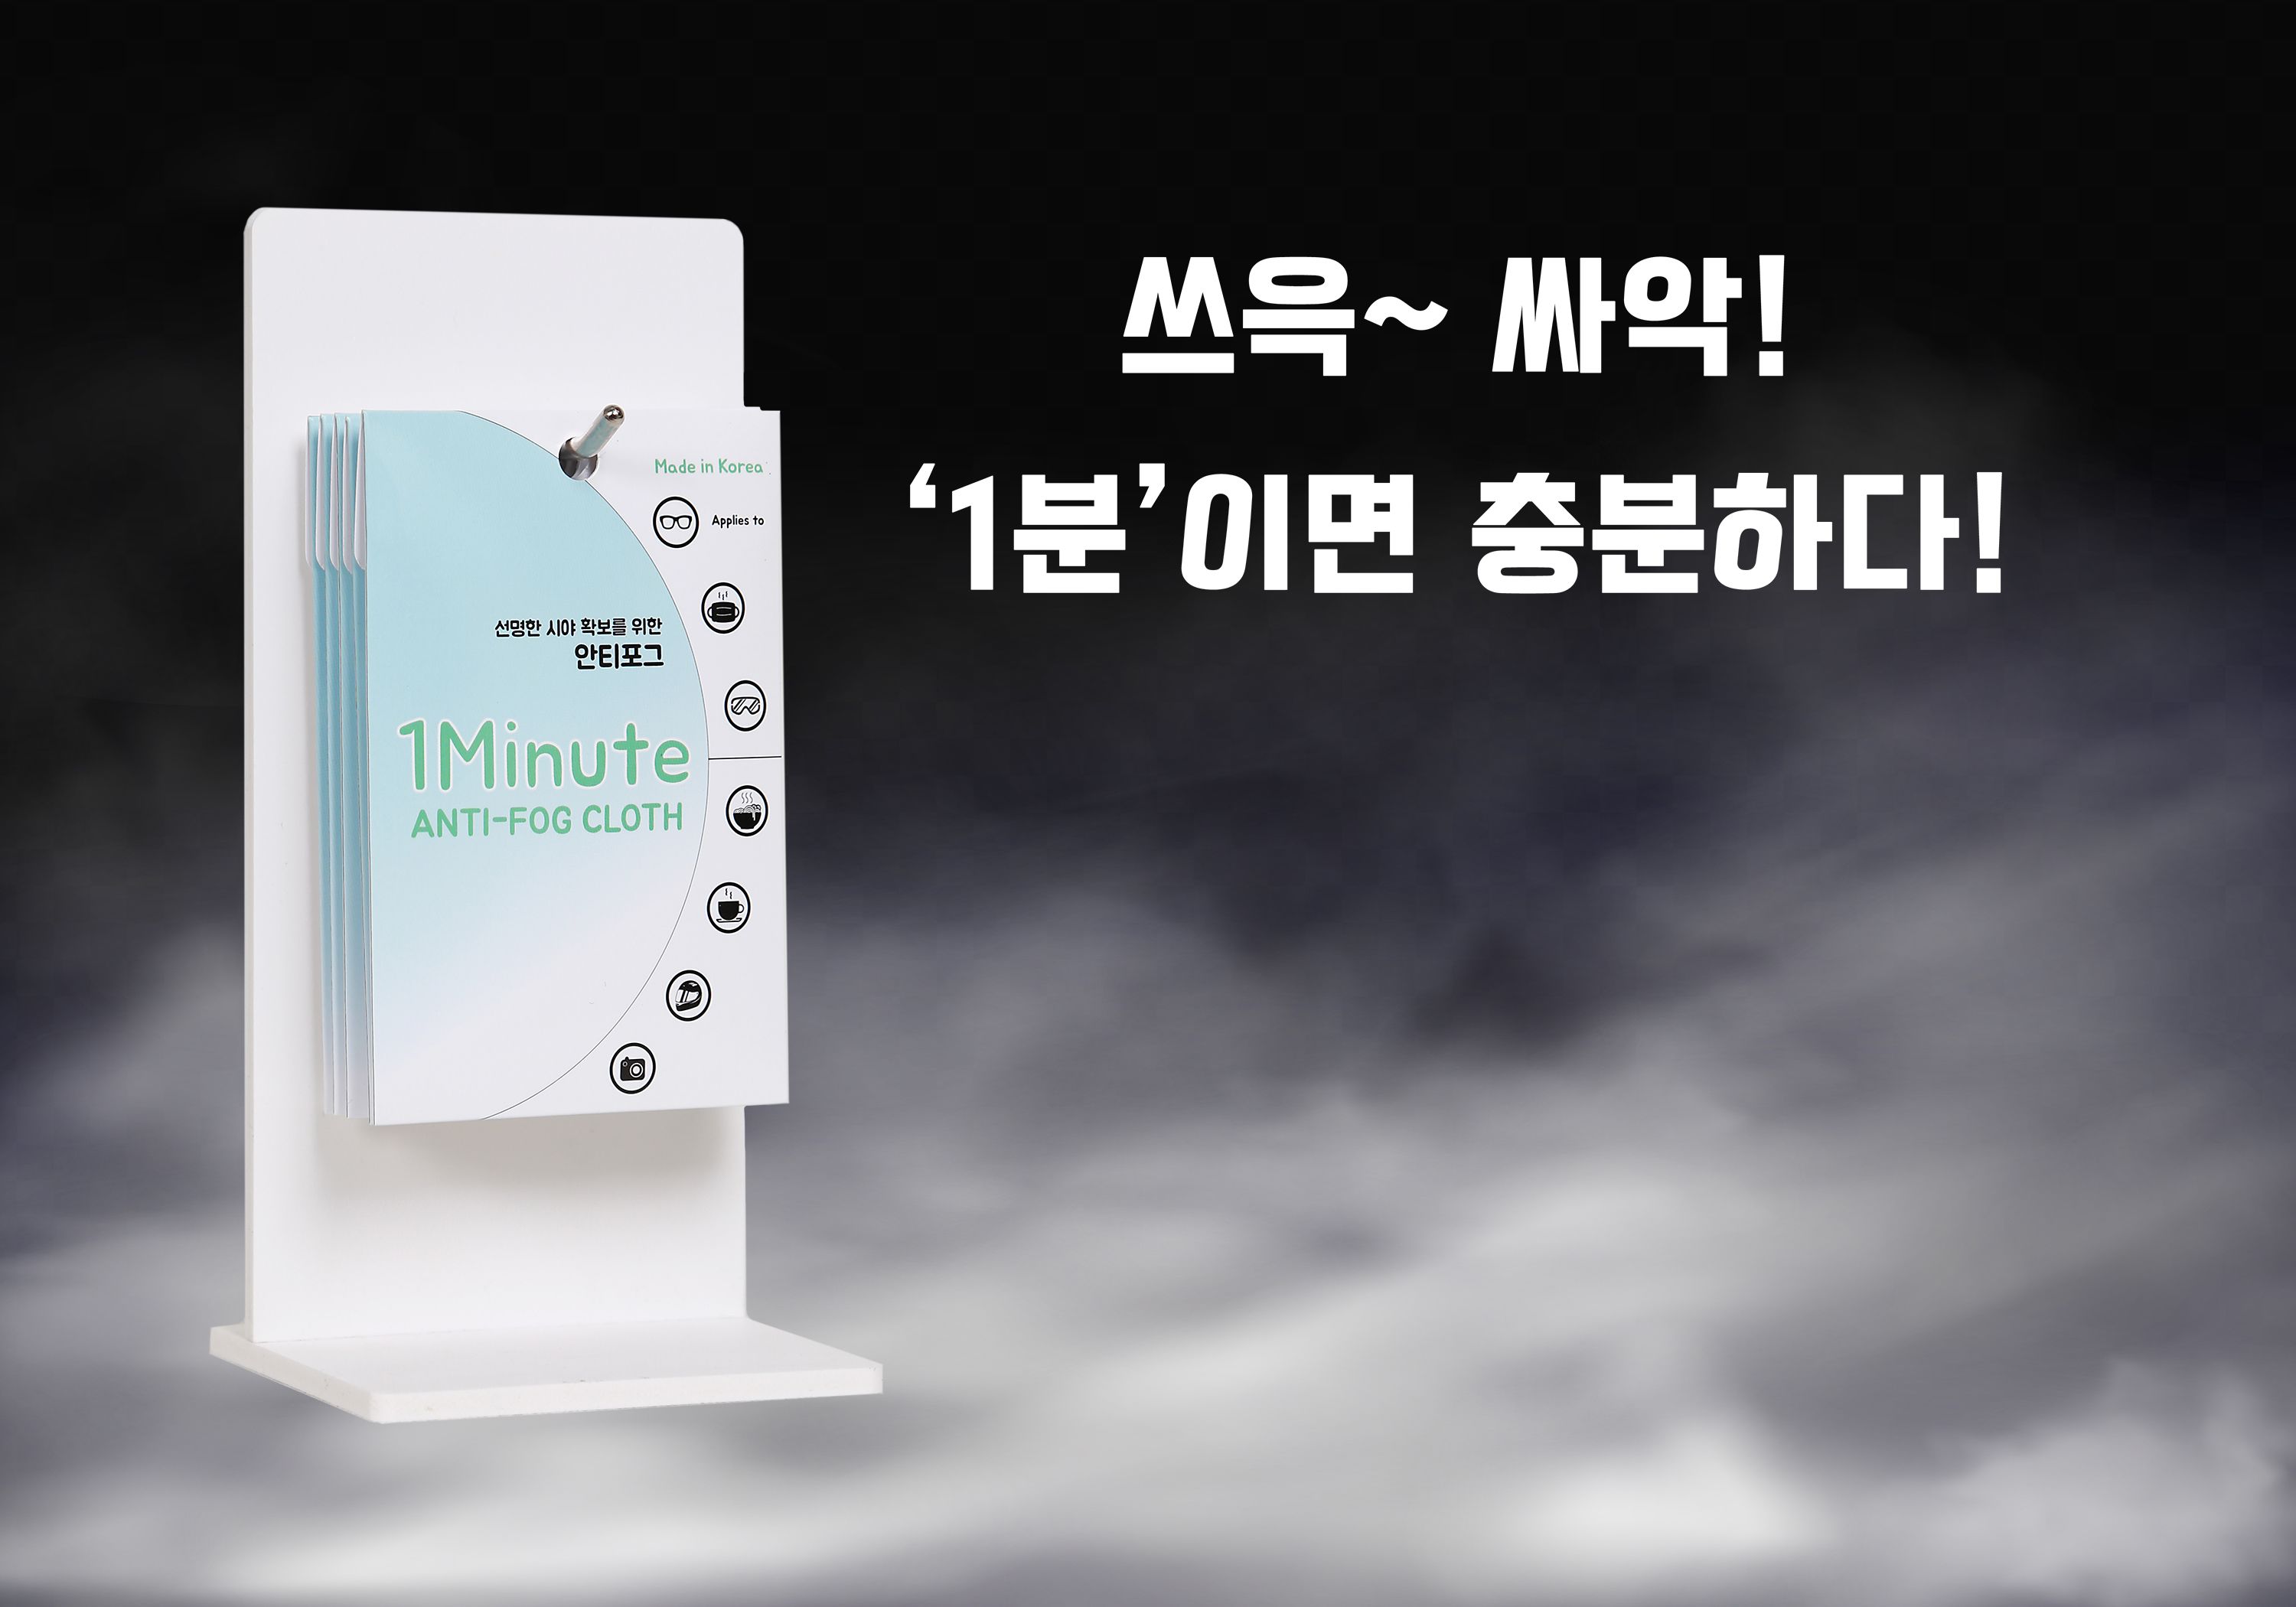 쓰윽~ 싸악!
‘1분’이면 충분하다!
Made in Korea
Applies to
선명한 시야 확보를 위한
안티포그
1Minute
ANTI-FOG CLOTH